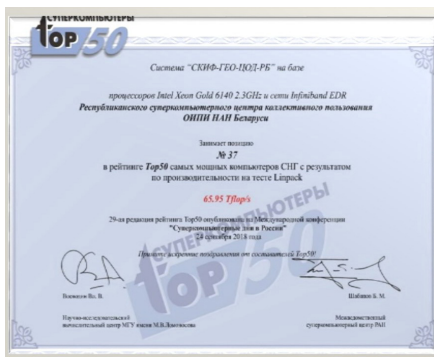 СУПЕРКОМПЬЮТЕРЫ
Top50
Система "СКИФ-ГЕО-ЦОД-РБ" на базе
процессоров Intel Xeon Gold 6140 2.3GHz и сети Infiniband EDR
Республиканского суперкомпьютерного центра коллективного пользования
ОИПИ НАН Беларуси
Занимает позицию
№ 37
в рейтинге Top50 самых мощных компьютеров СНГ с результатом
по производительности на тесте Linpack
65.95 Tflop/s
29-ая редакция рейтинга Top50 опубликована на Международной конференции
"Суперкомпьютерные дни в России"
24 сентября 2018 года
Примите искренние поздравления от составителей Top50!
Воеводин Вл. В.
Шабанов Б. М.
Научно-исследовательский
вычислительный центр МГУ имени М.В.Ломоносова
Межведомственный
суперкомпьютерный центр РАН
СУПЕРКОМПЬЮТЕРЫ
TOP50